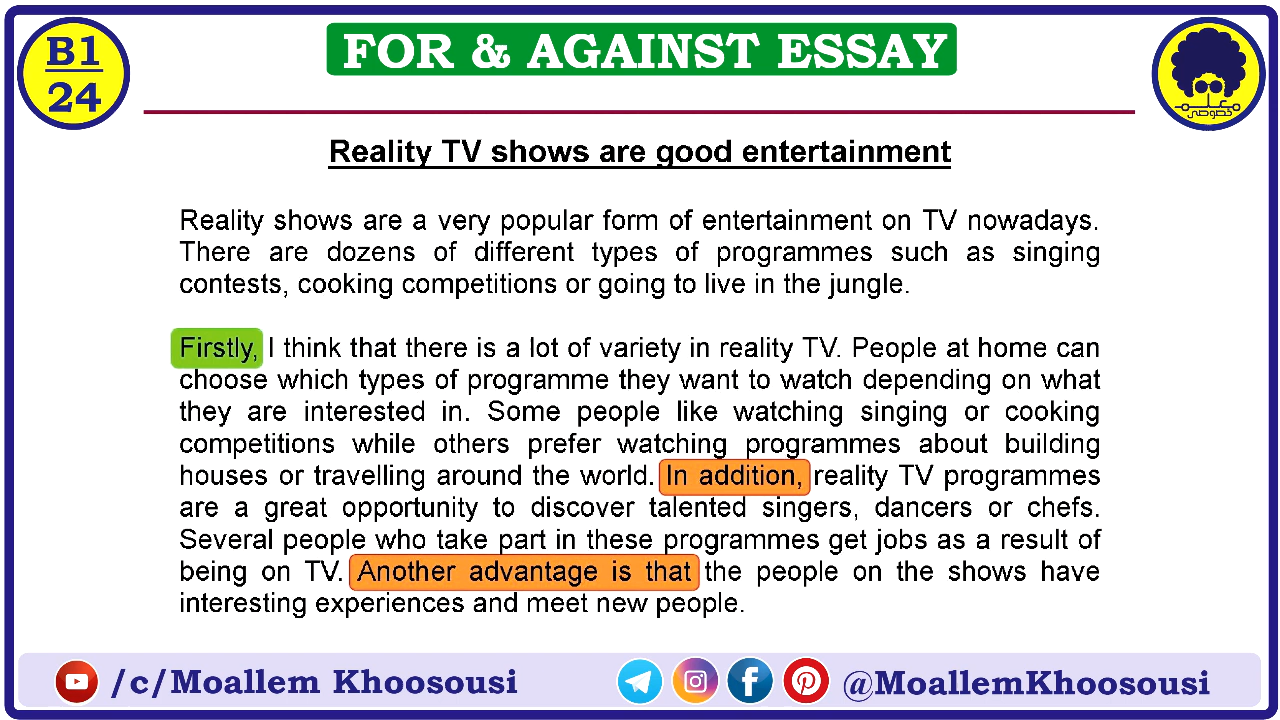 B1
24
FOR & AGAINST ESSAY
معلم
خصوصی
Reality TV shows are good entertainment
Reality shows are a very popular form of entertainment on TV nowadays.
There are dozens of different types of programmes such as singing
contests, cooking competitions or going to live in the jungle.
Firstly, I think that there is a lot of variety in reality TV. People at home can
choose which types of programme they want to watch depending on what
they are interested in. Some people like watching singing or cooking
competitions while others prefer watching programmes about building
houses or travelling around the world. In addition, reality TV programmes
are a great opportunity to discover talented singers, dancers or chefs.
Several people who take part in these programmes get jobs as a result of
being on TV. Another advantage is that the people on the shows have
interesting experiences and meet new people.
/c/Moallem Khoosousi
@MoallemKhoosousi